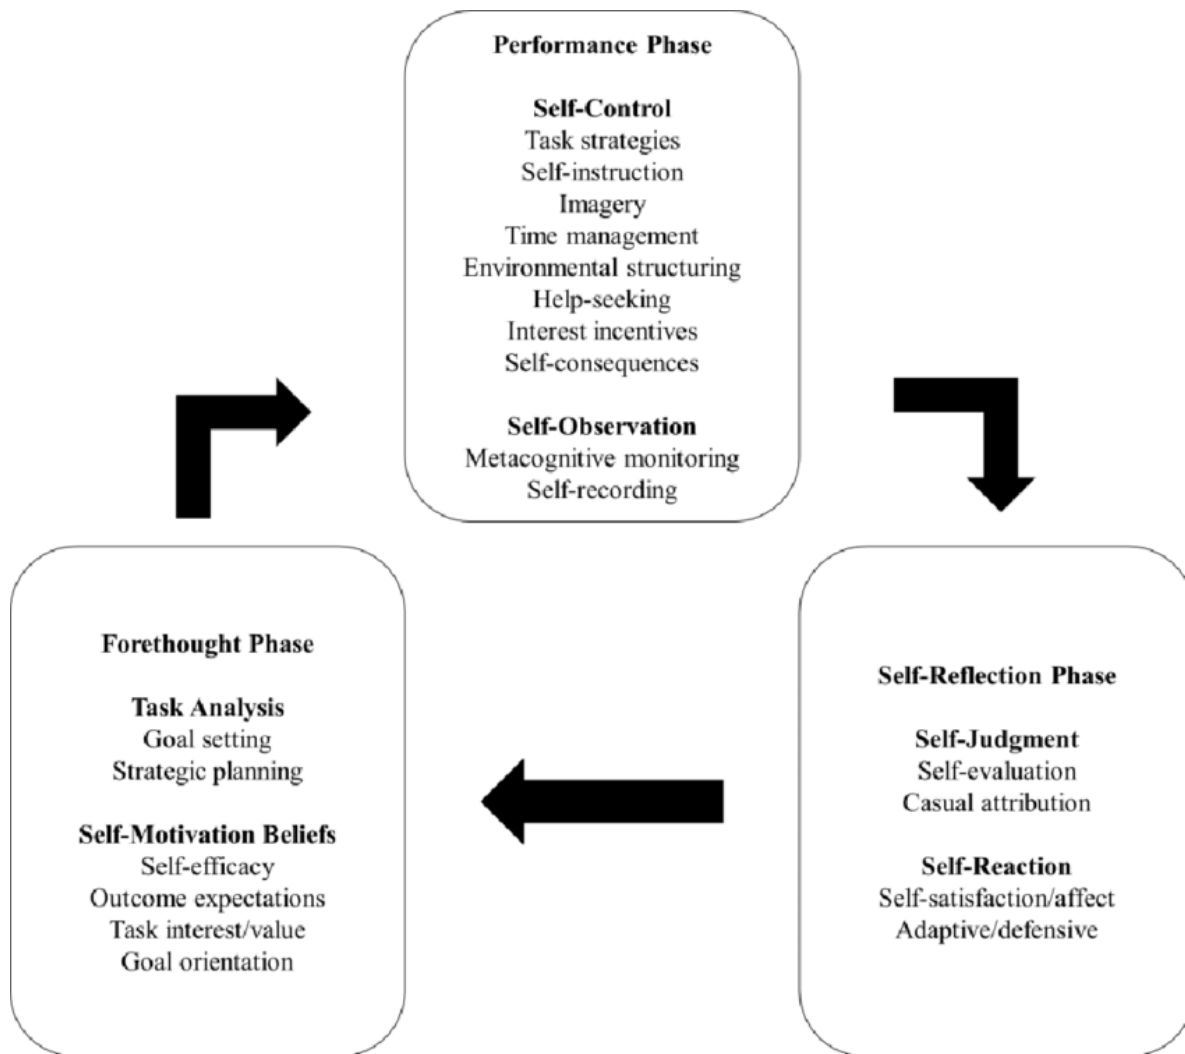 Performance Phase
Self-Control
Task strategies
Self-instruction
Imagery
Time management
Environmental structuring
Help-seeking
Interest incentives
Self-consequences
Self-Observation
Metacognitive monitoring
Self-recording
Forethought Phase
Task Analysis
Goal setting
Strategic planning
Self-Motivation Beliefs
Self-efficacy
Outcome expectations
Task interest/value
Goal orientation
Self-Reflection Phase
Self-Judgment
Self-evaluation
Casual attribution
Self-Reaction
Self-satisfaction/affect
Adaptive/defensive